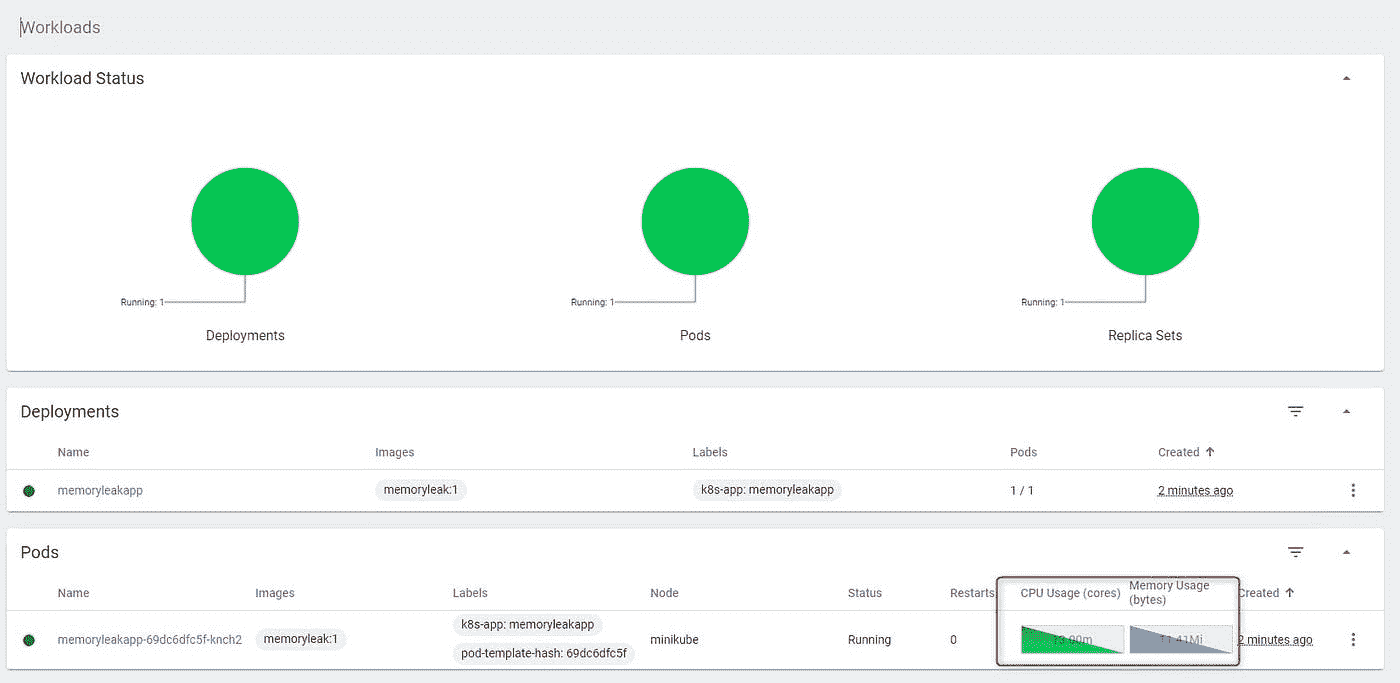 Workloads
Workload Status
Running: 1
Running: 1
Running: 1
Deployments
Pods
Replica Sets
Deployments
Name Images Labels Pods Created
memoryleakapp memoryleak:1 k8s-app: memoryleakapp 1 / 1 2 minutes ago
Pods
Name Images Labels Node Status Restarts CPU Usage (cores) Memory Usage (bytes) Created
k8s-app: memoryleakapp
memoryleakapp-69dc6dfc5f-knch2 memoryleak:1 minikube Running 0 11.41Mi 2 minutes ago
pod-template-hash: 69dc6dfc5f